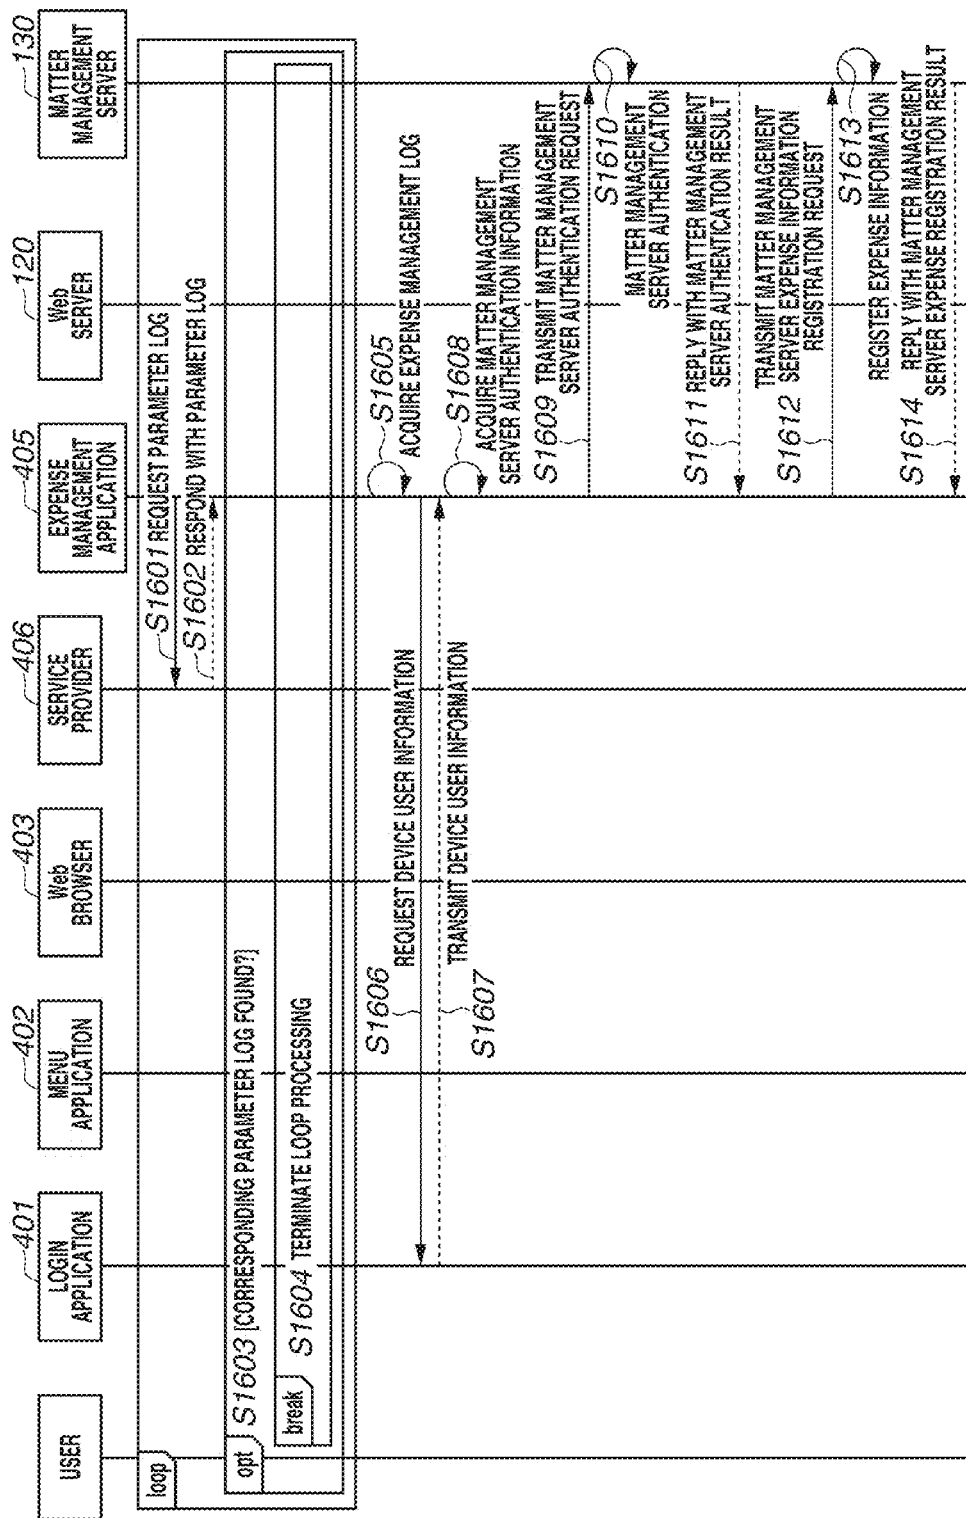 USER
401
LOGIN
APPLICATION
402
MENU
APPLICATION
403
Web
BROWSER
406
SERVICE
PROVIDER
405
EXPENSE
MANAGEMENT
APPLICATION
120
Web
SERVER
130
MATTER
MANAGEMENT
SERVER
loop
S1601 REQUEST PARAMETER LOG
S1602 RESPOND WITH PARAMETER LOG
opt
S1603 [CORRESPONDING PARAMETER LOG FOUND?]
break
S1604 TERMINATE LOOP PROCESSING
S1605
ACQUIRE EXPENSE MANAGEMENT LOG
S1606
REQUEST DEVICE USER INFORMATION
TRANSMIT DEVICE USER INFORMATION
S1607
S1608
ACQUIRE MATTER MANAGEMENT
SERVER AUTHENTICATION INFORMATION
S1609 TRANSMIT MATTER MANAGEMENT
SERVER AUTHENTICATION REQUEST
S1610
MATTER MANAGEMENT
SERVER AUTHENTICATION
S1611 REPLY WITH MATTER MANAGEMENT
SERVER AUTHENTICATION RESULT
TRANSMIT MATTER MANAGEMENT
S1612 SERVER EXPENSE INFORMATION
REGISTRATION REQUEST
S1613
REGISTER EXPENSE INFORMATION
S1614 REPLY WITH MATTER MANAGEMENT
SERVER EXPENSE REGISTRATION RESULT